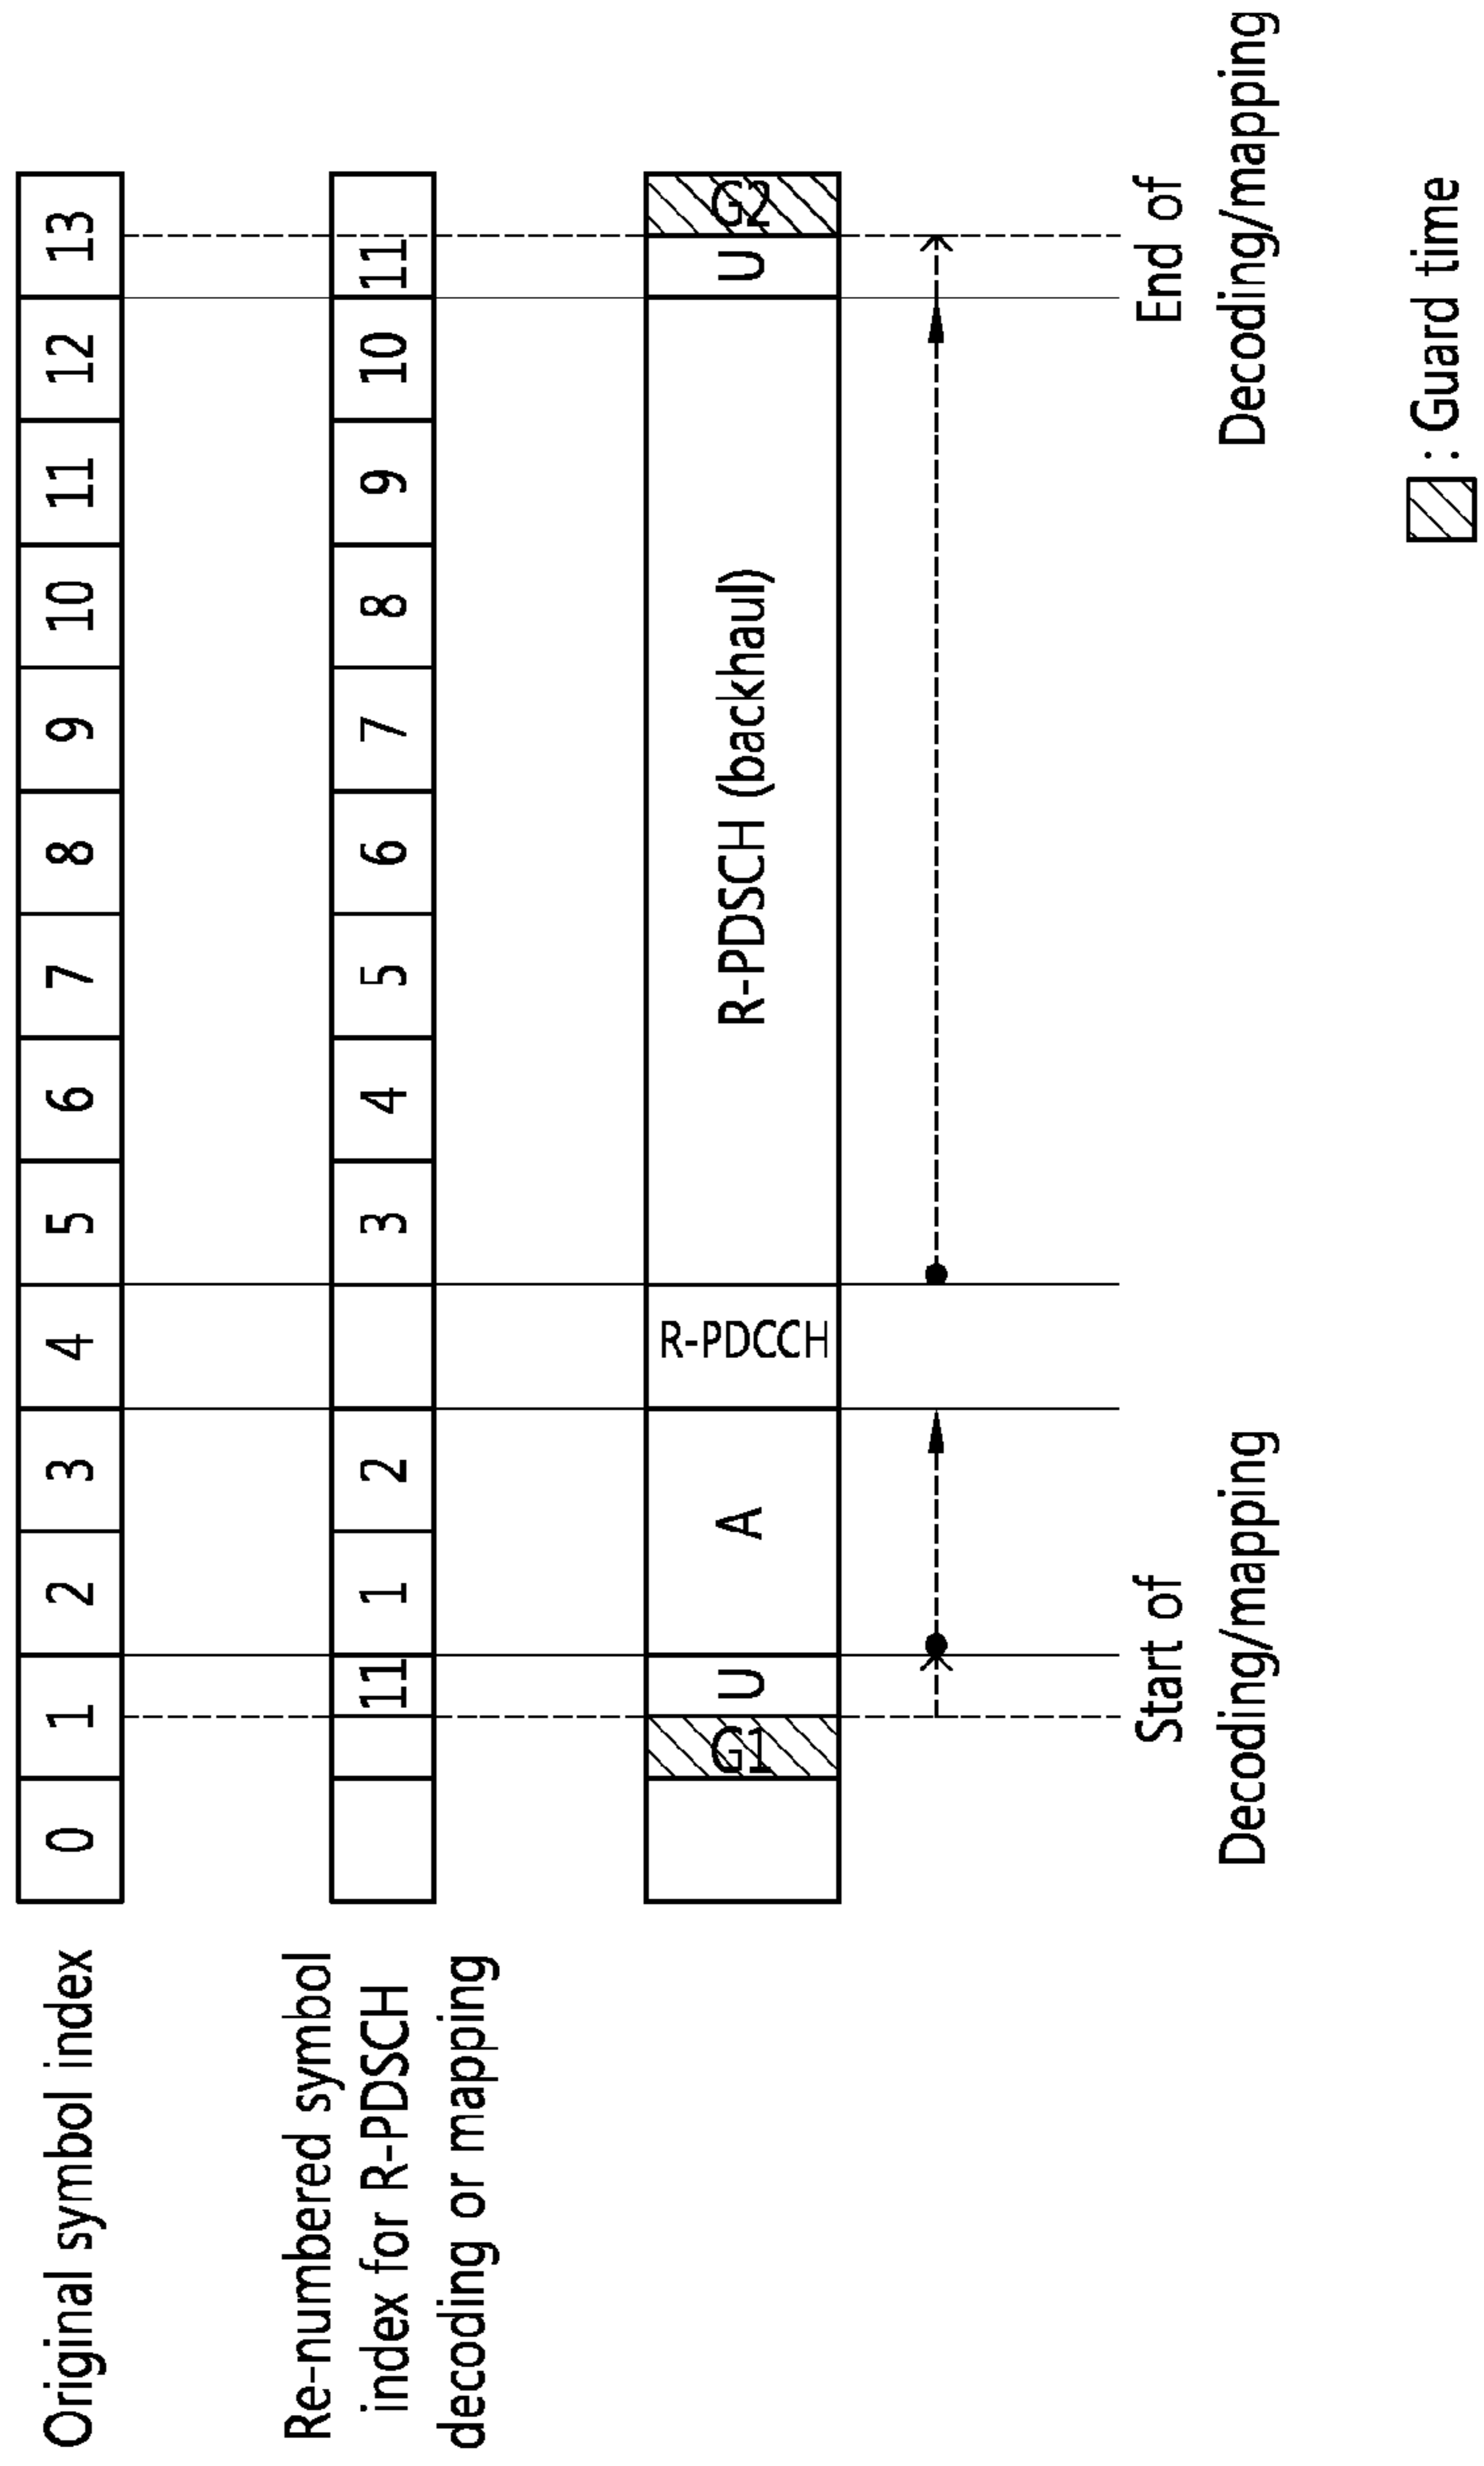 Original symbol index
0 1 2 3 4 5 6 7 8 9 10 11 12 13
Re-numbered symbol
index for R-PDSCH
decoding or mapping
11 1 2 3 4 5 6 7 8 9 10 11
G1 U A R-PDCCH R-PDSCH (backhaul) U G2
Start of
Decoding/mapping
End of
Decoding/mapping
: Guard time